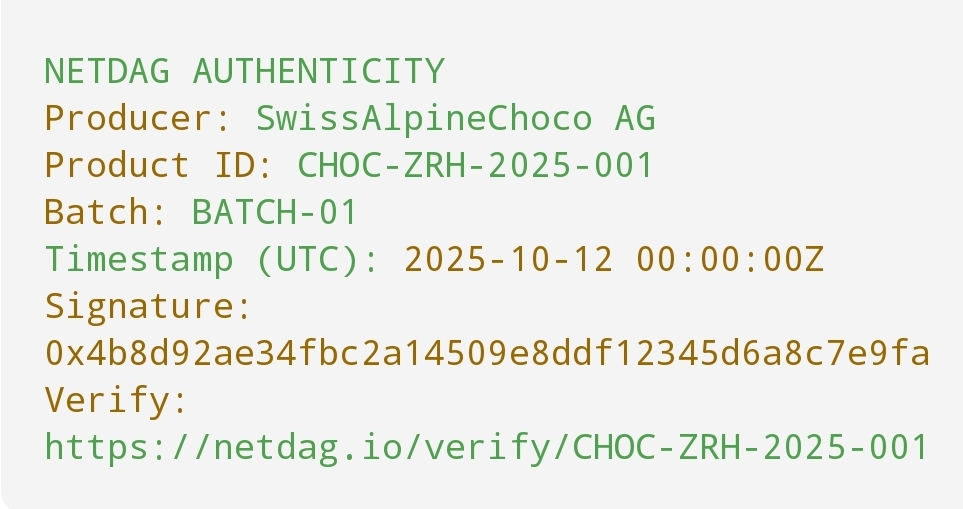 NETDAG AUTHENTICITY
Producer: SwissAlpineChoco AG
Product ID: CHOC-ZRH-2025-001
Batch: BATCH-01
Timestamp (UTC): 2025-10-12 00:00:00Z
Signature:
0x4b8d92ae34fbc2a14509e8ddf12345d6a8c7e9fa
Verify:
https://netdag.io/verify/CHOC-ZRH-2025-001